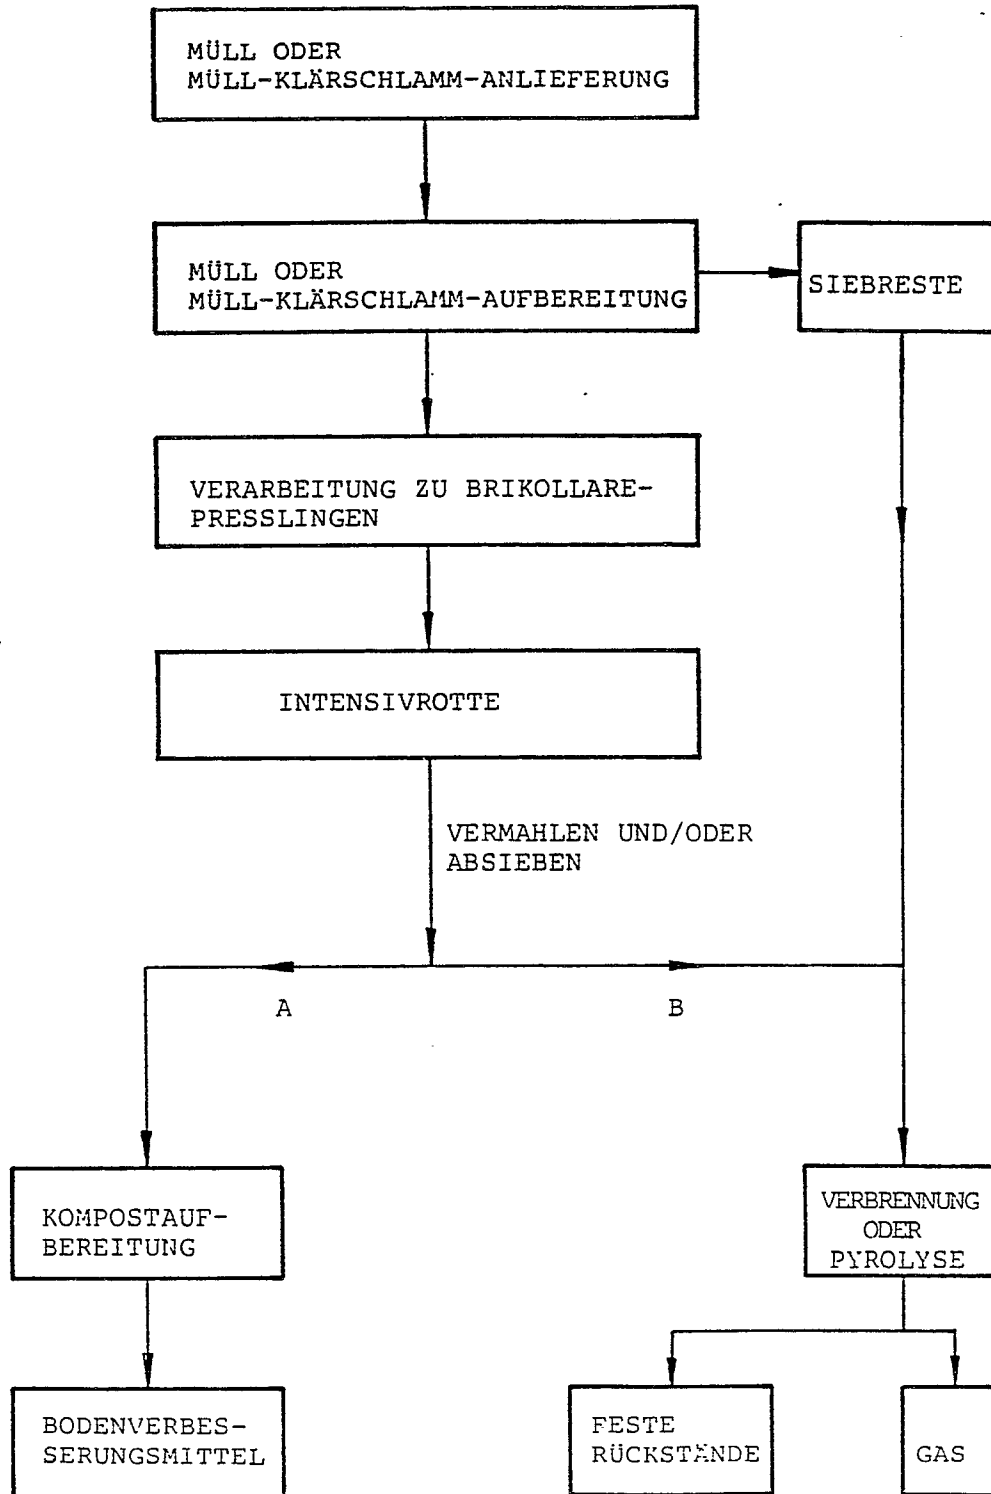 MÜLL ODER
MÜLL-KLÄRSCHLAMM-ANLIEFERUNG
MÜLL ODER
MÜLL-KLÄRSCHLAMM-AUFBEREITUNG
SIEBRESTE
VERARBEITUNG ZU BRIKOLLARE-
PRESSLINGEN
INTENSIVROTTE
VERMAHLEN UND/ODER
ABSIEBEN
A
B
KOMPOSTAUF-
BEREITUNG
VERBRENNUNG
ODER
PYROLYSE
BODENVERBES-
SERUNGSMITTEL
FESTE
RÜCKSTÄNDE
GAS